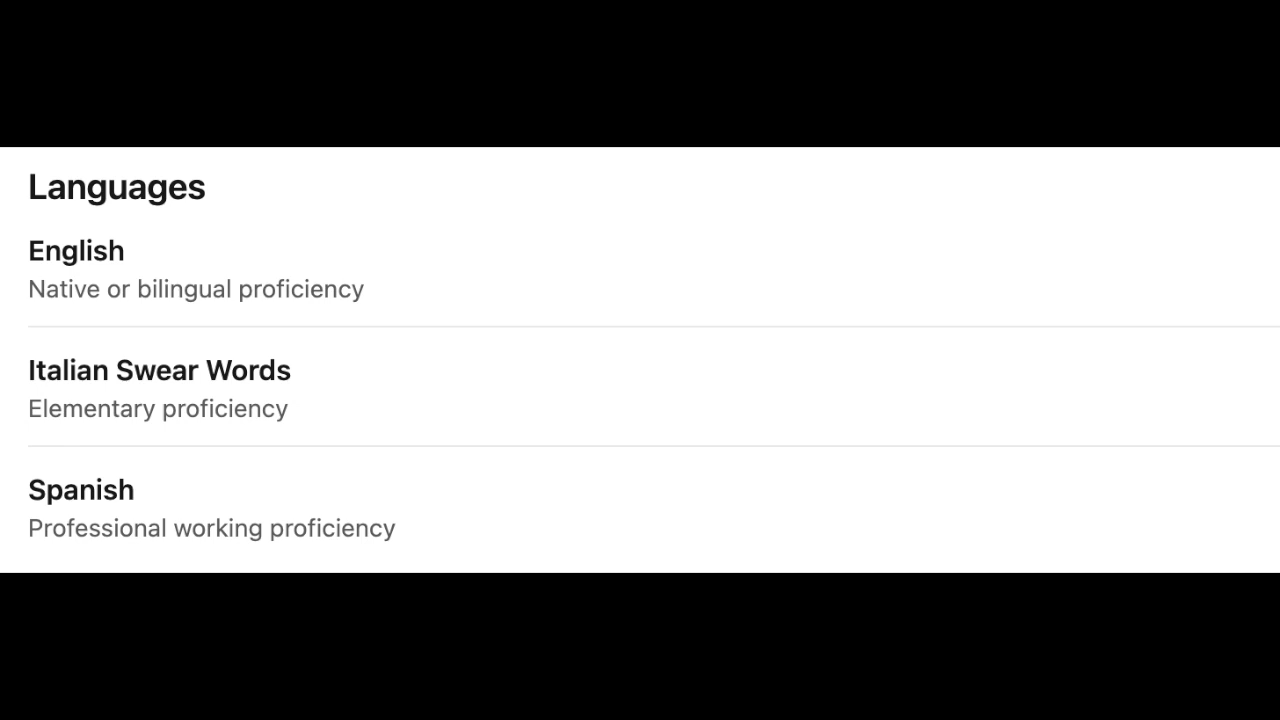 Languages
English
Native or bilingual proficiency
Italian Swear Words
Elementary proficiency
Spanish
Professional working proficiency